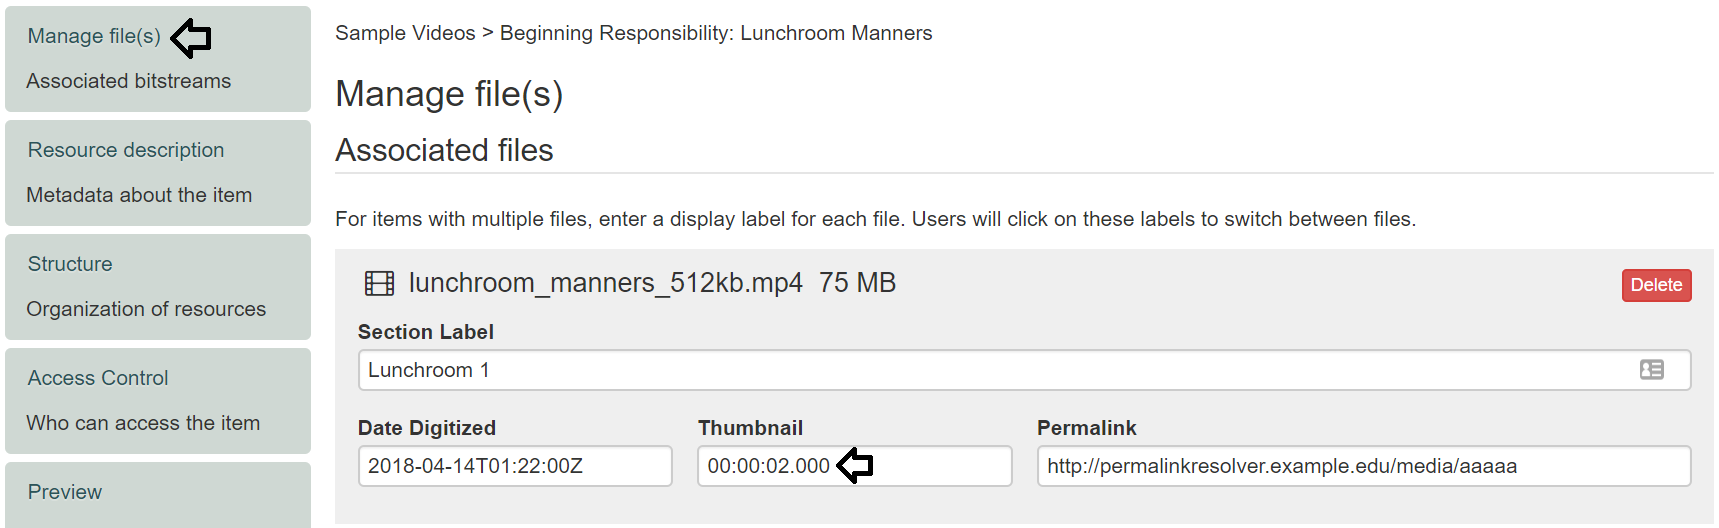 Manage file(s)
Associated bitstreams
Resource description
Metadata about the item
Structure
Organization of resources
Access Control
Who can access the item
Preview
Sample Videos > Beginning Responsibility: Lunchroom Manners
Manage file(s)
Associated files
For items with multiple files, enter a display label for each file. Users will click on these labels to switch between files.
lunchroom_manners_512kb.mp4 75 MB
Delete
Section Label
Lunchroom 1
Date Digitized
2018-04-14T01:22:00Z
Thumbnail
00:00:02.000
Permalink
http://permalinkresolver.example.edu/media/aaaaa